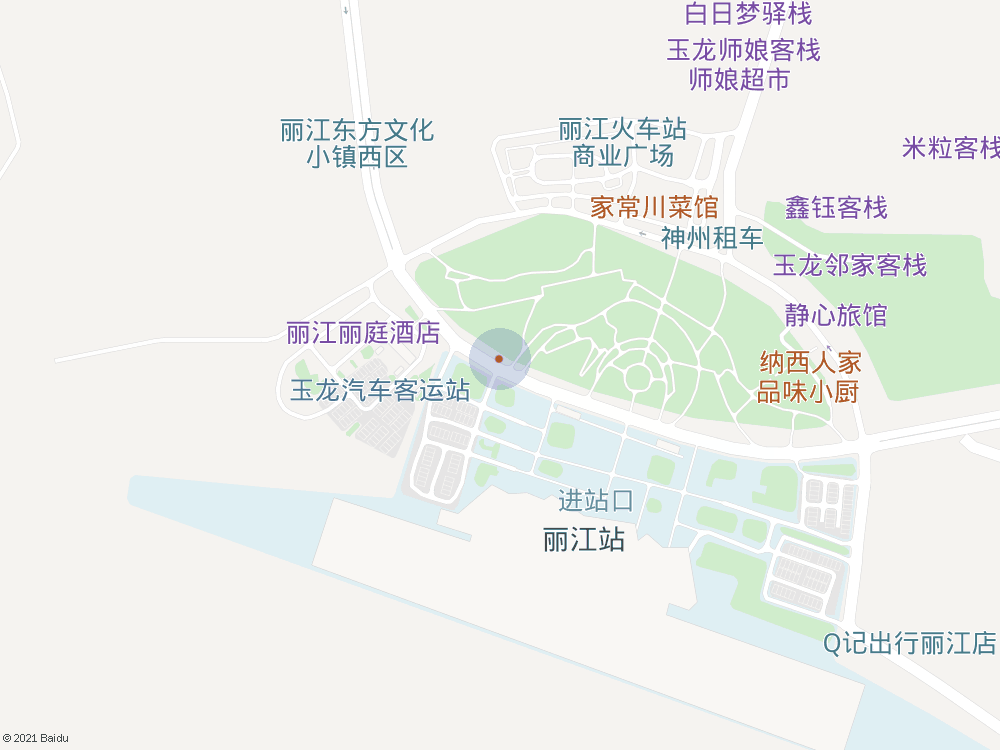 白日梦驿栈
玉龙师娘客栈
师娘超市
丽江东方文化
小镇西区
丽江火车站
商业广场
米粒客栈
家常川菜馆
鑫钰客栈
神州租车
玉龙邻家客栈
静心旅馆
丽江丽庭酒店
纳西人家
品味小厨
玉龙汽车客运站
进站口
丽江站
Q记出行丽江店
© 2021 Baidu